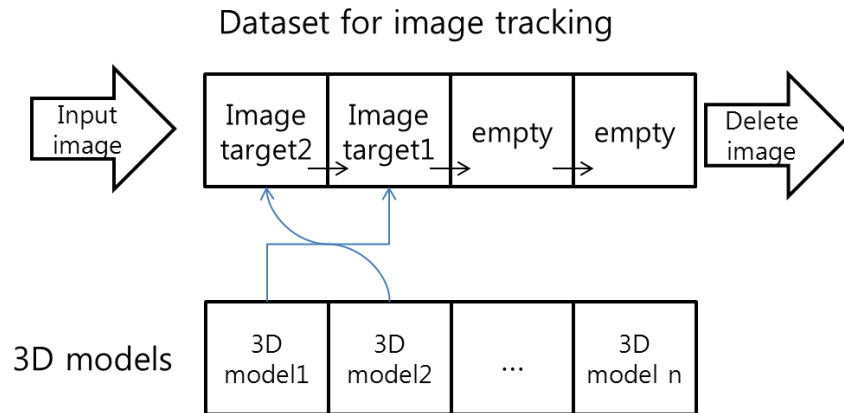 Dataset for image tracking
Input
image
Image
target2
Image
target1
empty
empty
Delete
image
3D models
3D
model1
3D
model2
...
3D
model n